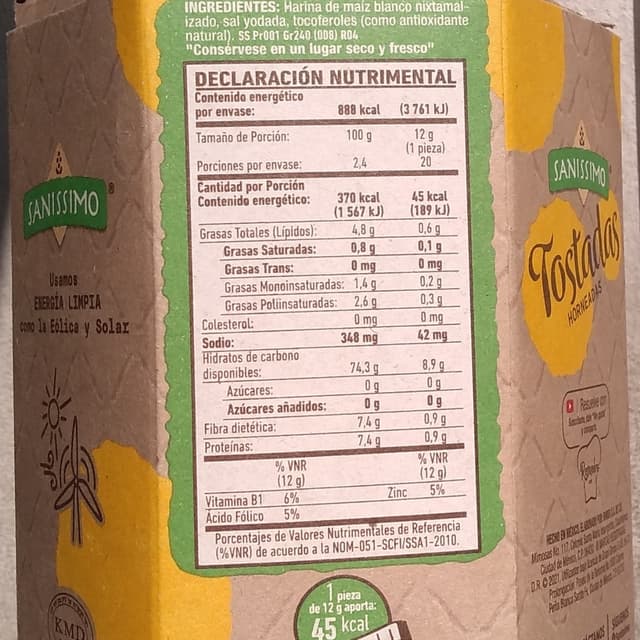 INGREDIENTES: Harina de maíz blanco nixtamal-
izado, sal yodada, tocoferoles (como antioxidante
natural). SS Pr001 Gr240 (ODB) R04
"Consérvese en un lugar seco y fresco"
DECLARACIÓN NUTRIMENTAL
Contenido energético
por envase: 888 kcal (3 761 kJ)
Tamaño de Porción: 100 g 12 g
(1 pieza)
Porciones por envase: 2,4 20
Cantidad por Porción
Contenido energético: 370 kcal 45 kcal
(1 567 kJ) (189 kJ)
Grasas Totales (Lípidos): 4,8 g 0,6 g
Grasas Saturadas: 0,8 g 0,1 g
Grasas Trans: 0 mg 0 mg
Grasas Monoinsaturadas: 1,4 g 0,2 g
Grasas Poliinsaturadas: 2,6 g 0,3 g
Colesterol: 0 mg 0 mg
Sodio: 348 mg 42 mg
Hidratos de carbono
disponibles: 74,3 g 8,9 g
Azúcares: 0 g 0 g
Azúcares añadidos: 0 g 0 g
Fibra dietética: 7,4 g 0,9 g
Proteínas: 7,4 g 0,9 g
% VNR % VNR
(12 g) (12 g)
Vitamina B1 6% Zinc 5%
Ácido Fólico 5%
Porcentajes de Valores Nutrimentales de Referencia
(%VNR) de acuerdo a la NOM-051-SCFI/SSA1-2010.
1 pieza
de 12 g aporta:
45 kcal
SANISSIMO®
Usamos
ENERGÍA LIMPIA
como la Eólica y Solar
KMD
SANISSIMO
Tostadas
HORNEADAS
HECHO EN MÉXICO.